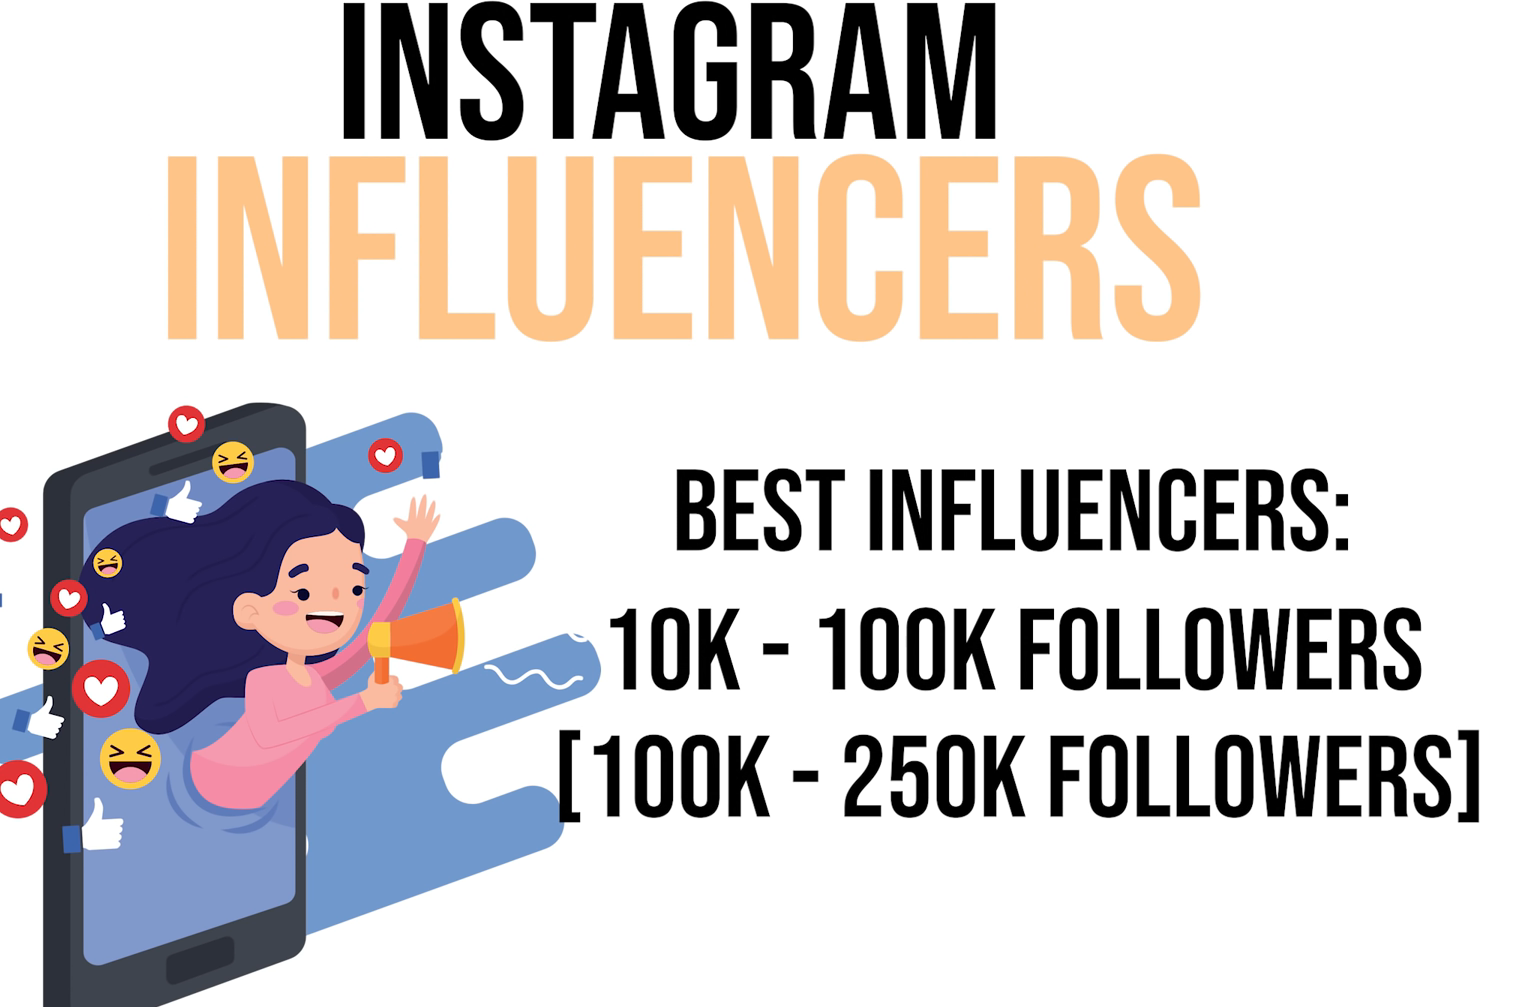 INSTAGRAM
INFLUENCERS
BEST INFLUENCERS:
10K - 100K FOLLOWERS
[100K - 250K FOLLOWERS]